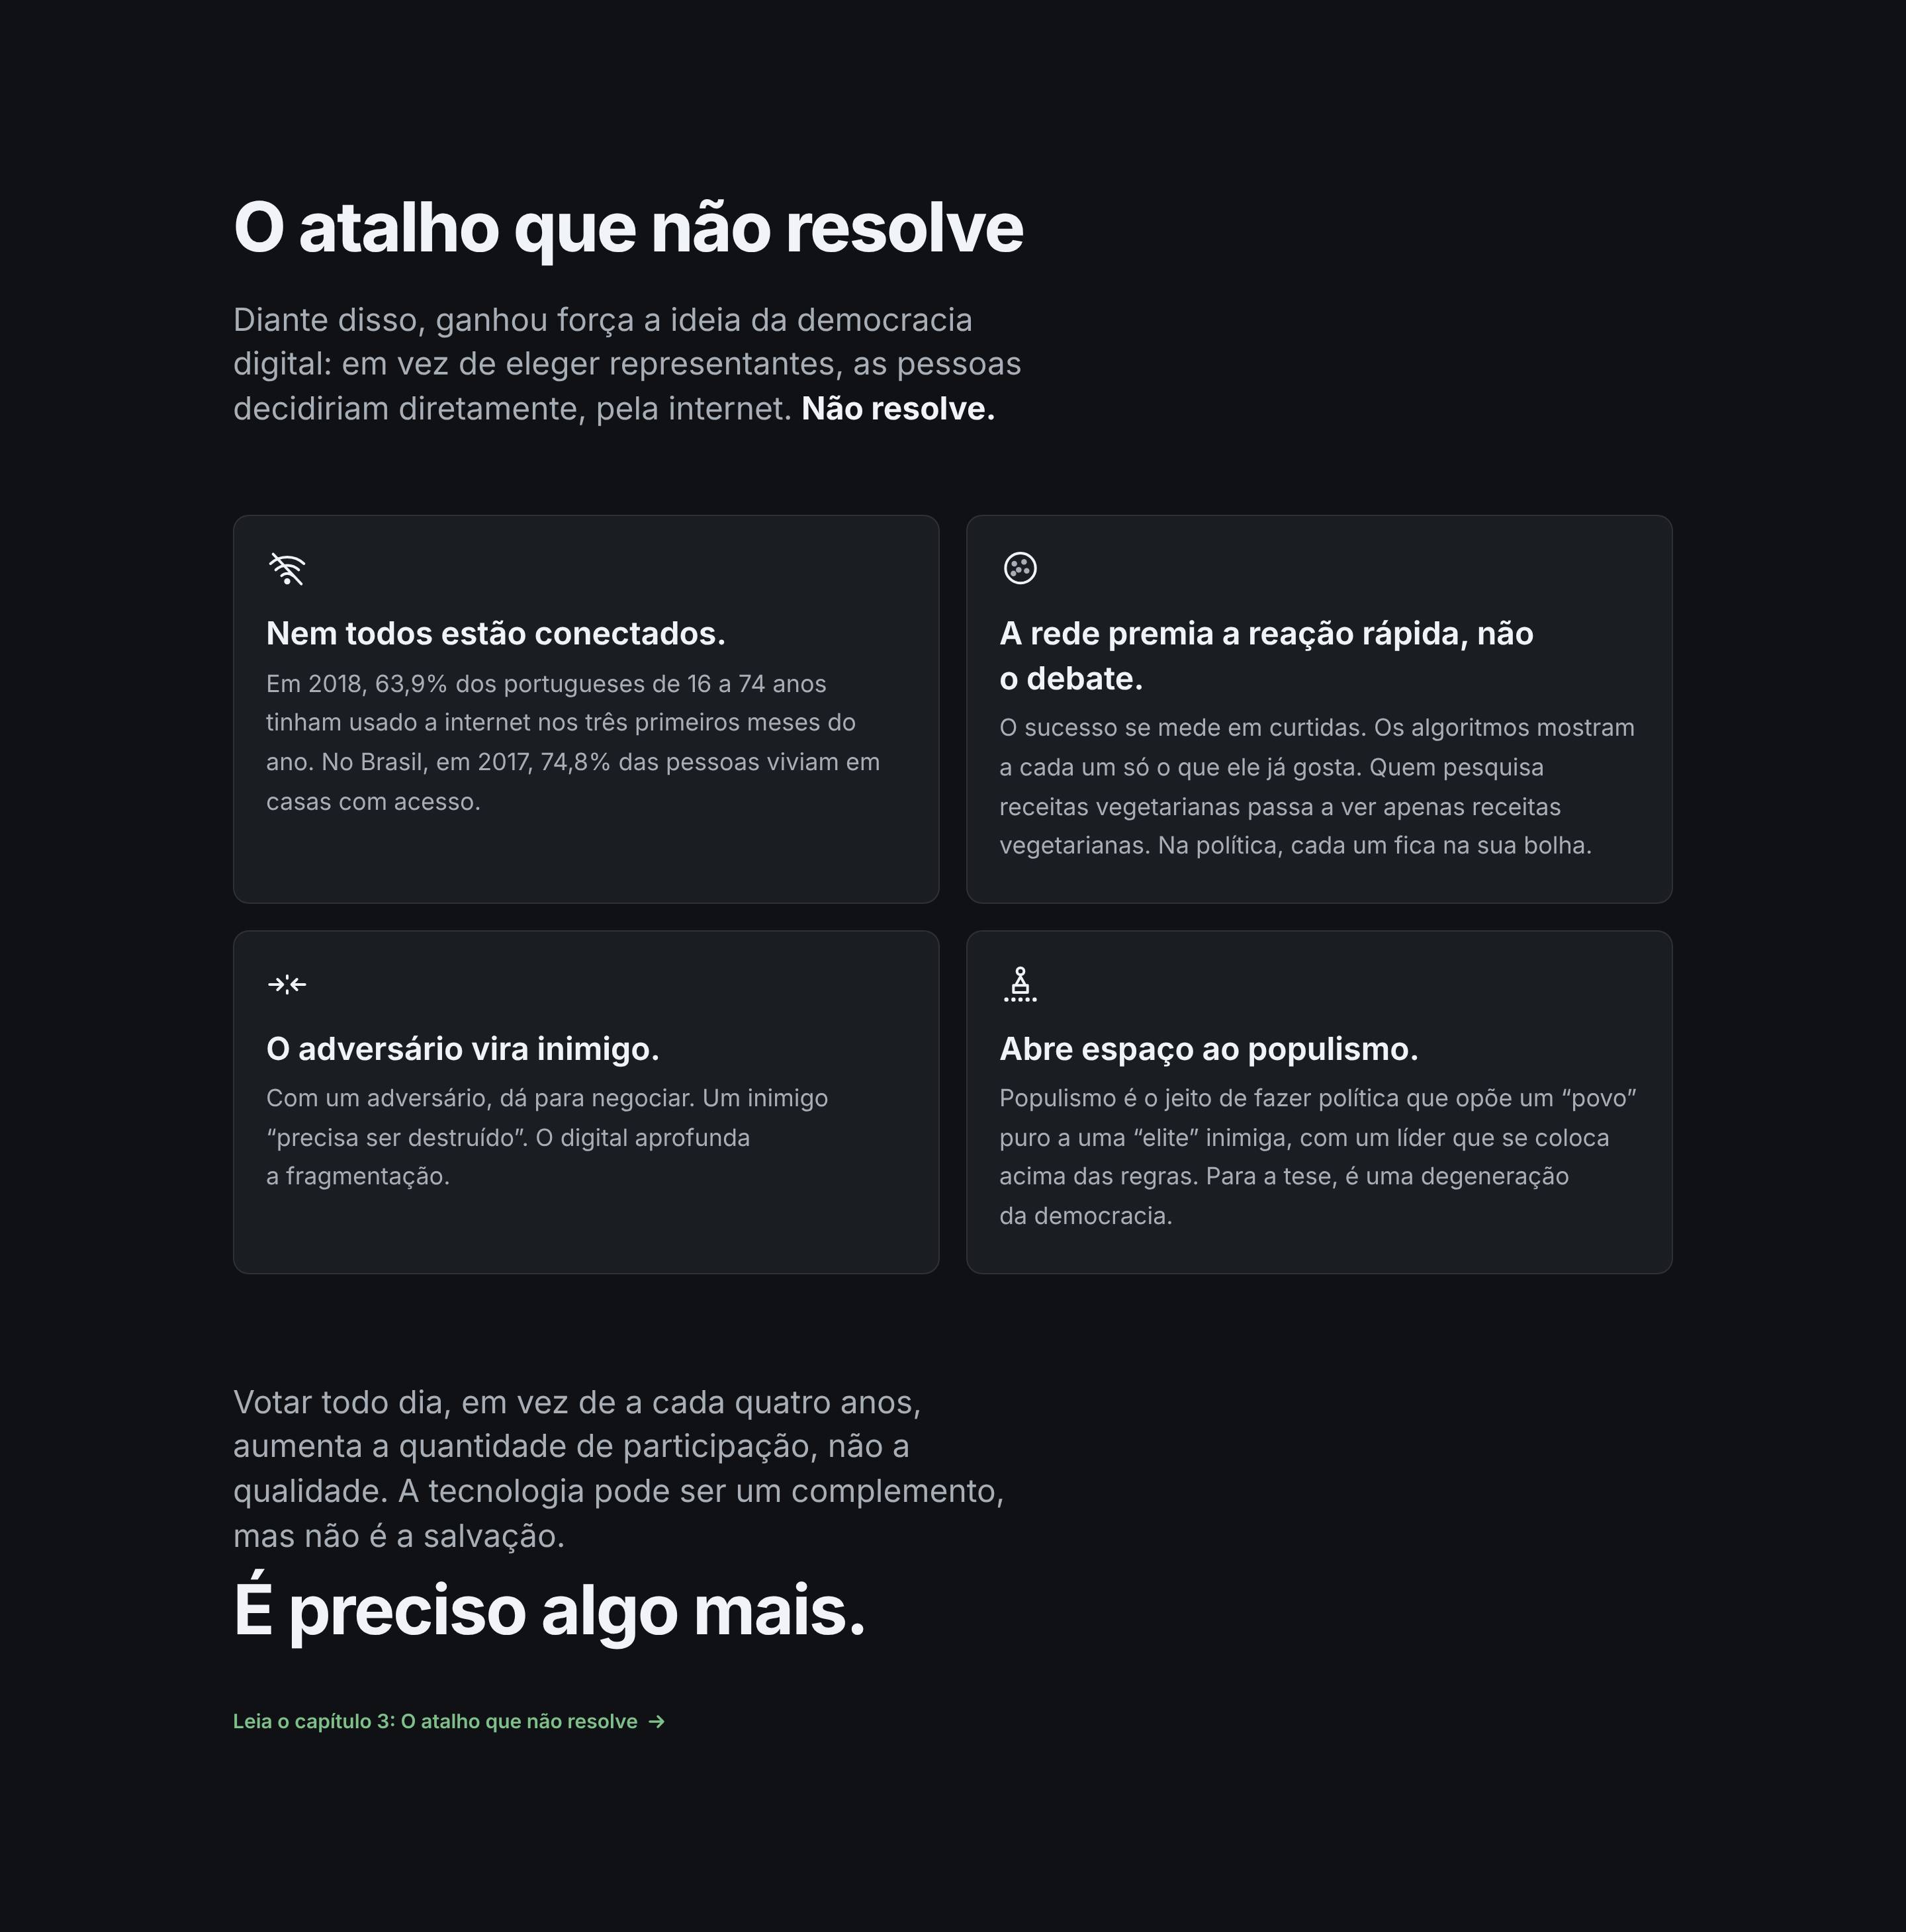 O atalho que não resolve
Diante disso, ganhou força a ideia da democracia
digital: em vez de eleger representantes, as pessoas
decidiriam diretamente, pela internet. Não resolve.
Nem todos estão conectados.
Em 2018, 63,9% dos portugueses de 16 a 74 anos
tinham usado a internet nos três primeiros meses do
ano. No Brasil, em 2017, 74,8% das pessoas viviam em
casas com acesso.
A rede premia a reação rápida, não
o debate.
O sucesso se mede em curtidas. Os algoritmos mostram
a cada um só o que ele já gosta. Quem pesquisa
receitas vegetarianas passa a ver apenas receitas
vegetarianas. Na política, cada um fica na sua bolha.
O adversário vira inimigo.
Com um adversário, dá para negociar. Um inimigo
“precisa ser destruído”. O digital aprofunda
a fragmentação.
Abre espaço ao populismo.
Populismo é o jeito de fazer política que opõe um “povo”
puro a uma “elite” inimiga, com um líder que se coloca
acima das regras. Para a tese, é uma degeneração
da democracia.
Votar todo dia, em vez de a cada quatro anos,
aumenta a quantidade de participação, não a
qualidade. A tecnologia pode ser um complemento,
mas não é a salvação.
É preciso algo mais.
Leia o capítulo 3: O atalho que não resolve →